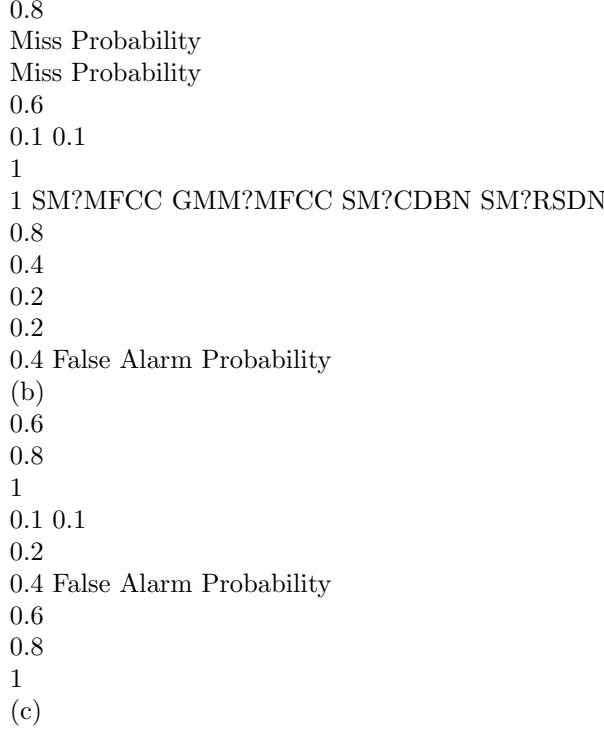 0.8
Miss Probability
Miss Probability
0.6
0.1 0.1
1
1 SM?MFCC GMM?MFCC SM?CDBN SM?RSDN
0.8
0.4
0.2
0.2
0.4 False Alarm Probability
(b)
0.6
0.8
1
0.1 0.1
0.2
0.4 False Alarm Probability
0.6
0.8
1
(c)